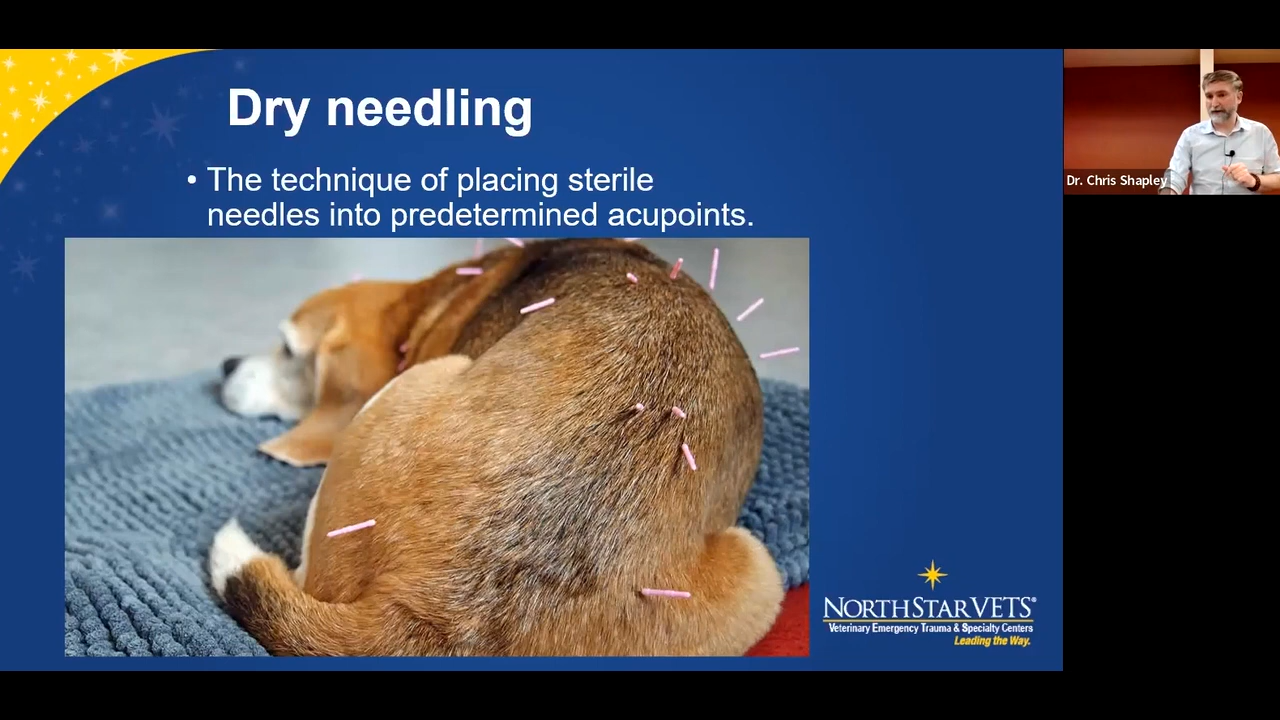 Dry needling
• The technique of placing sterile
needles into predetermined acupoints.
Dr. Chris Shapley
NORTHSTARVETS®
Veterinary Emergency Trauma & Specialty Centers
Leading the Way.